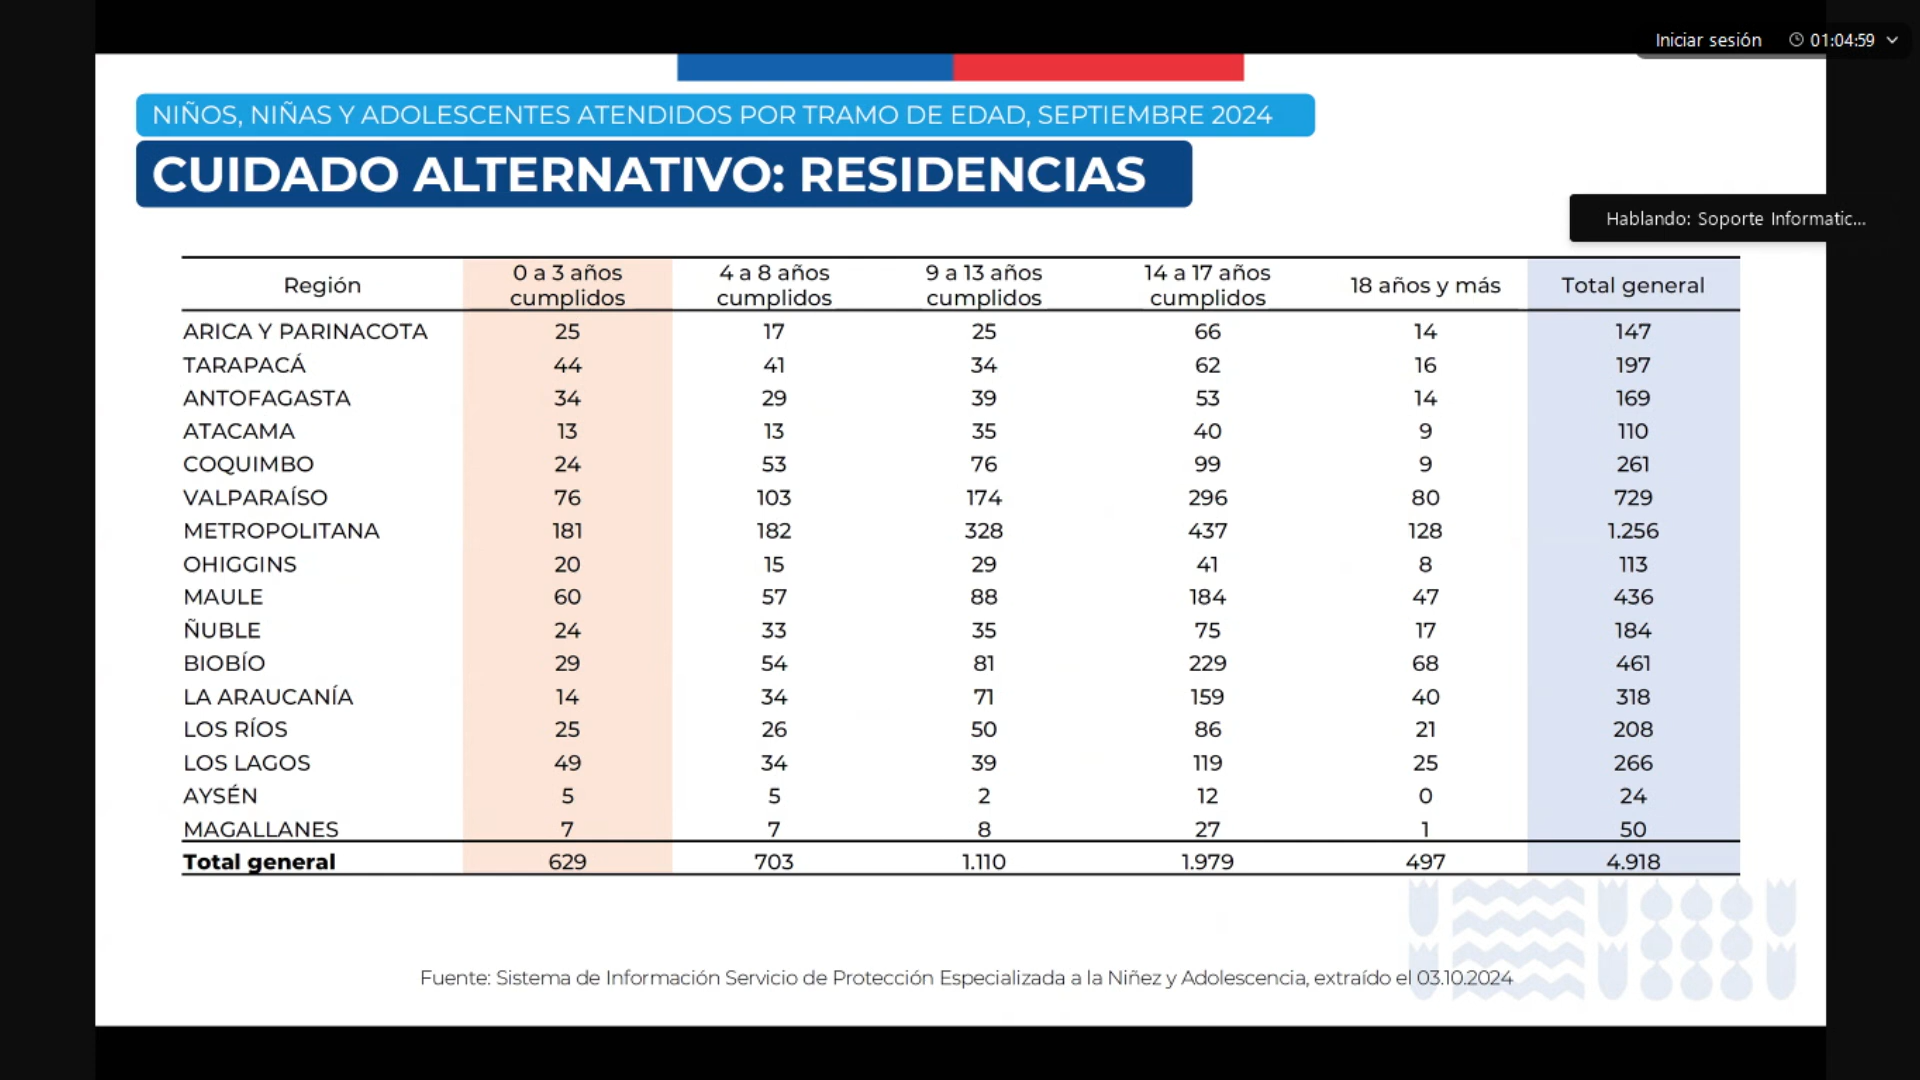 Iniciar sesión 01:04:59
NIÑOS, NIÑAS Y ADOLESCENTES ATENDIDOS POR TRAMO DE EDAD, SEPTIEMBRE 2024
CUIDADO ALTERNATIVO: RESIDENCIAS
Hablando: Soporte Informatic...
Región 0 a 3 años cumplidos 4 a 8 años cumplidos 9 a 13 años cumplidos 14 a 17 años cumplidos 18 años y más Total general
ARICA Y PARINACOTA 25 17 25 66 14 147
TARAPACÁ 44 41 34 62 16 197
ANTOFAGASTA 34 29 39 53 14 169
ATACAMA 13 13 35 40 9 110
COQUIMBO 24 53 76 99 9 261
VALPARAÍSO 76 103 174 296 80 729
METROPOLITANA 181 182 328 437 128 1.256
OHIGGINS 20 15 29 41 8 113
MAULE 60 57 88 184 47 436
ÑUBLE 24 33 35 75 17 184
BIOBÍO 29 54 81 229 68 461
LA ARAUCANÍA 14 34 71 159 40 318
LOS RÍOS 25 26 50 86 21 208
LOS LAGOS 49 34 39 119 25 266
AYSÉN 5 5 2 12 0 24
MAGALLANES 7 7 8 27 1 50
Total general 629 703 1.110 1.979 497 4.918
Fuente: Sistema de Información Servicio de Protección Especializada a la Niñez y Adolescencia, extraído el 03.10.2024